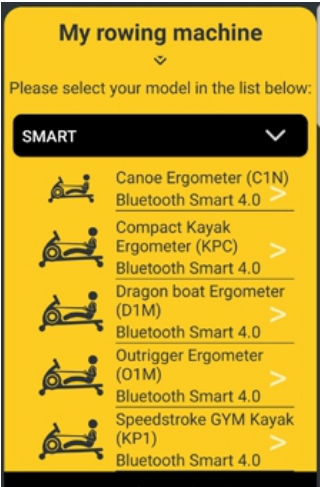 My rowing machine
Please select your model in the list below:
SMART
Canoe Ergometer (C1N)
Bluetooth Smart 4.0
Compact Kayak
Ergometer (KPC)
Bluetooth Smart 4.0
Dragon boat Ergometer
(D1M)
Bluetooth Smart 4.0
Outrigger Ergometer
(O1M)
Bluetooth Smart 4.0
Speedstroke GYM Kayak
(KP1)
Bluetooth Smart 4.0